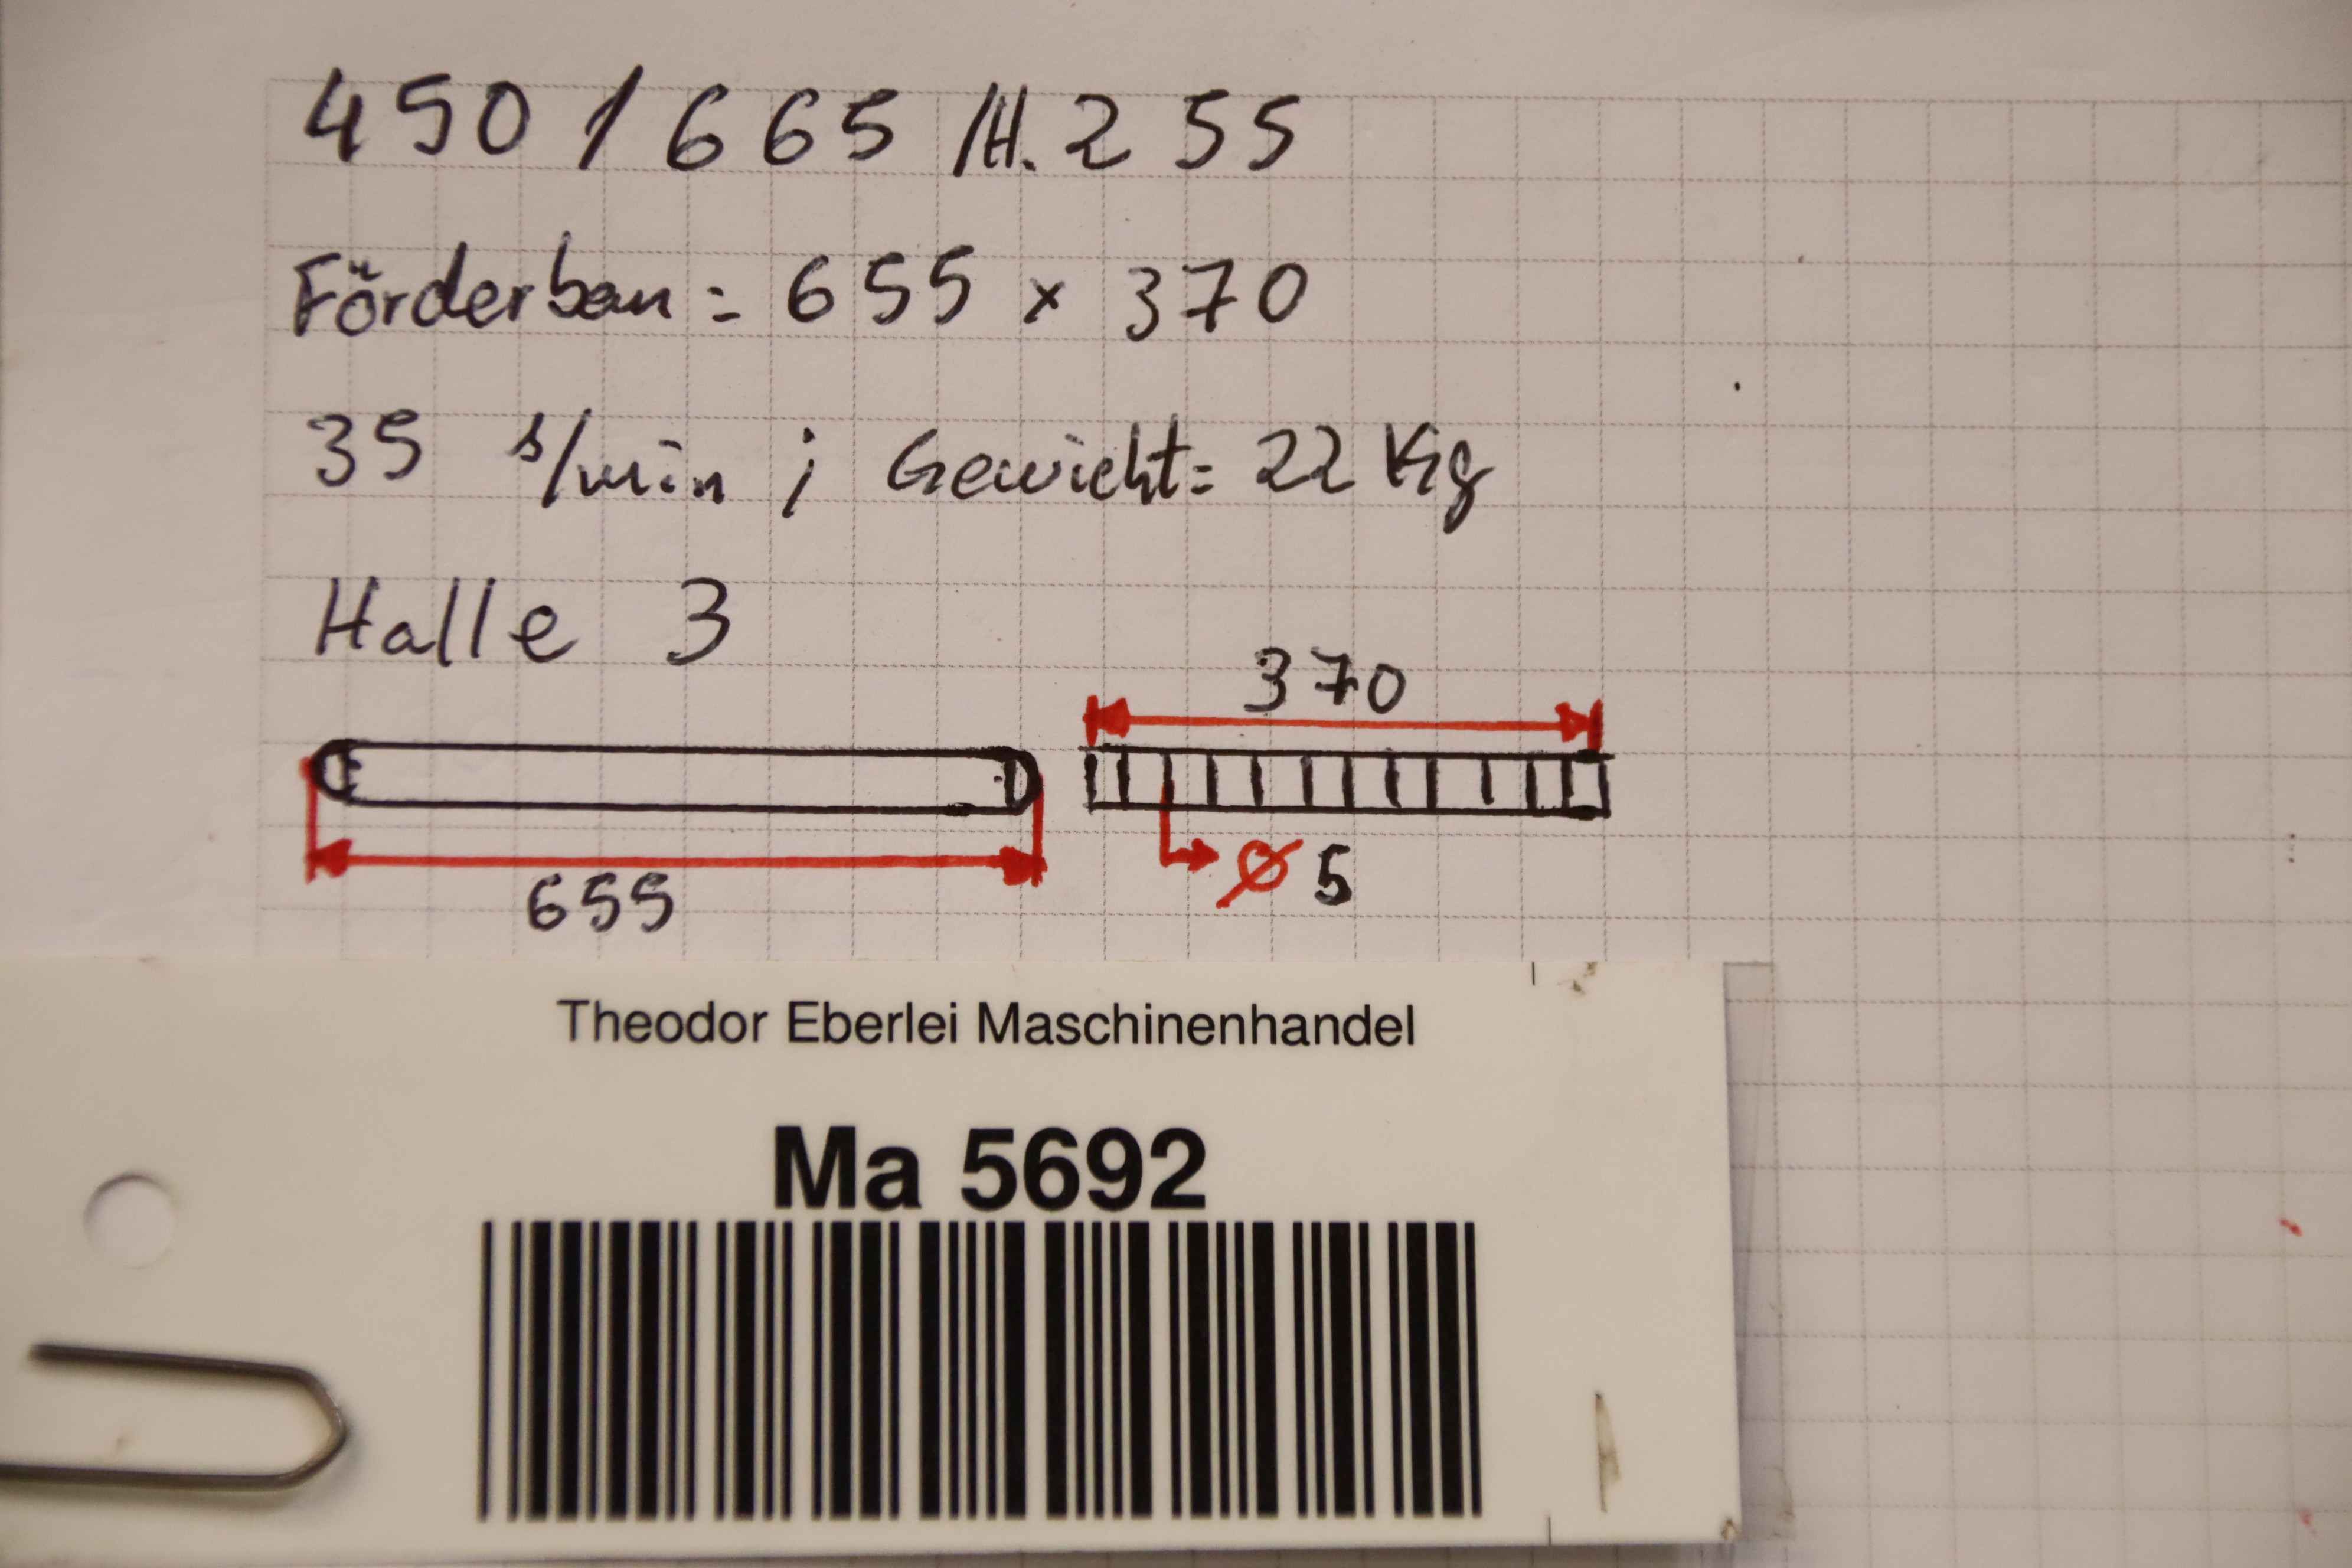 450 / 665 /H. 255
Förderban = 655 x 370
35 s/min ; Gewicht = 22 Kg
Halle 3
370
655
Ø 5
Theodor Eberlei Maschinenhandel
Ma 5692